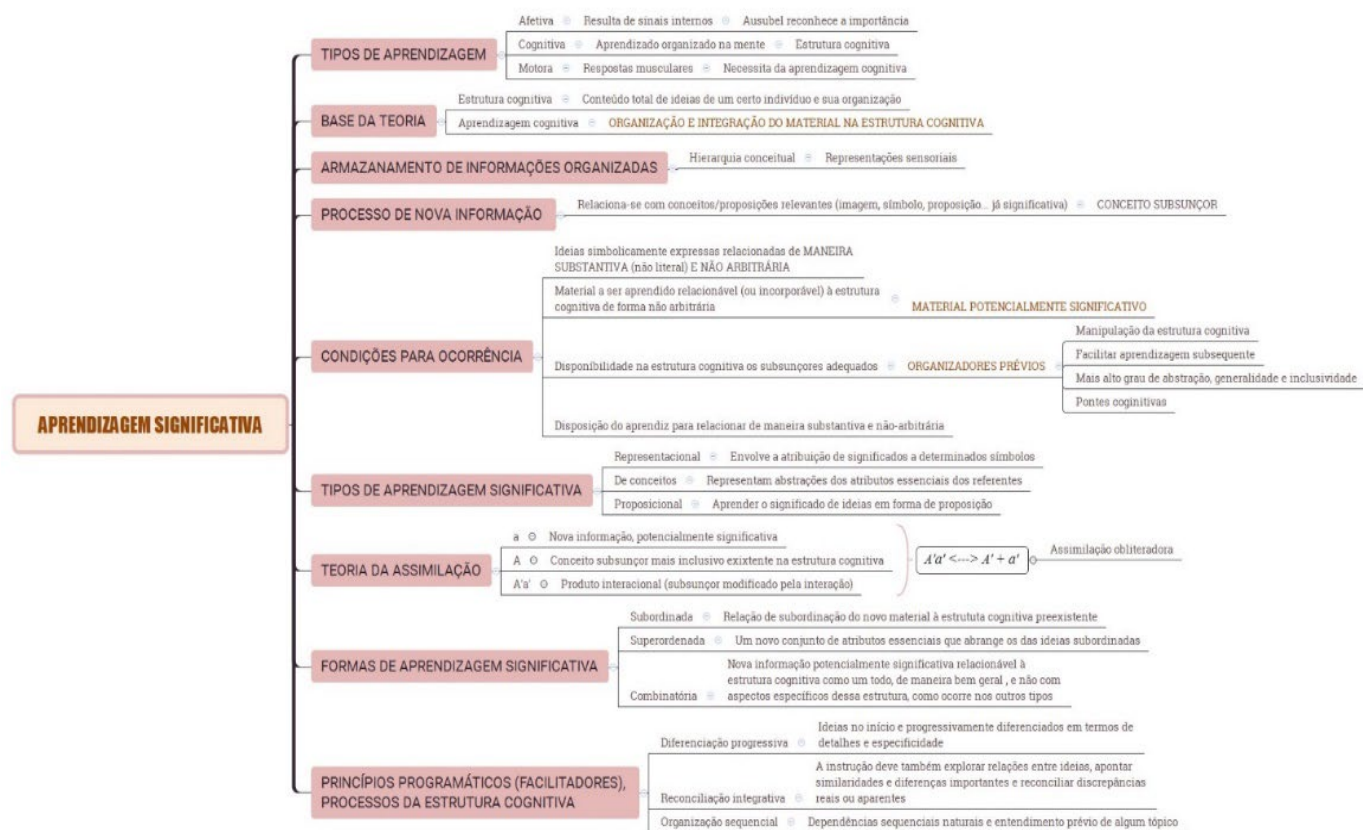 APRENDIZAGEM SIGNIFICATIVA
TIPOS DE APRENDIZAGEM
Afetiva Resulta de sinais internos Ausubel reconhece a importância
Cognitiva Aprendizado organizado na mente Estrutura cognitiva
Motora Respostas musculares Necessita da aprendizagem cognitiva
BASE DA TEORIA
Estrutura cognitiva Conteúdo total de ideias de um certo indivíduo e sua organização
Aprendizagem cognitiva ORGANIZAÇÃO E INTEGRAÇÃO DO MATERIAL NA ESTRUTURA COGNITIVA
ARMAZANAMENTO DE INFORMAÇÕES ORGANIZADAS
Hierarquia conceitual Representações sensoriais
PROCESSO DE NOVA INFORMAÇÃO
Relaciona-se com conceitos/proposições relevantes (imagem, símbolo, proposição... já significativa) CONCEITO SUBSUNÇOR
CONDIÇÕES PARA OCORRÊNCIA
Ideias simbolicamente expressas relacionadas de MANEIRA
SUBSTANTIVA (não literal) E NÃO ARBITRÁRIA
Material a ser aprendido relacionável (ou incorporável) à estrutura
cognitiva de forma não arbitrária
MATERIAL POTENCIALMENTE SIGNIFICATIVO
Disponibilidade na estrutura cognitiva os subsunçores adequados ORGANIZADORES PRÉVIOS
Manipulação da estrutura cognitiva
Facilitar aprendizagem subsequente
Mais alto grau de abstração, generalidade e inclusividade
Pontes coginitivas
Disposição do aprendiz para relacionar de maneira substantiva e não-arbitrária
TIPOS DE APRENDIZAGEM SIGNIFICATIVA
Representacional Envolve a atribuição de significados a determinados símbolos
De conceitos Representam abstrações dos atributos essenciais dos referentes
Proposicional Aprender o significado de ideias em forma de proposição
TEORIA DA ASSIMILAÇÃO
a Nova informação, potencialmente significativa
A Conceito subsunçor mais inclusivo exixtente na estrutura cognitiva
A'a' Produto interacional (subsunçor modificado pela interação)
A'a' <---> A' + a'
Assimilação obliteradora
FORMAS DE APRENDIZAGEM SIGNIFICATIVA
Subordinada Relação de subordinação do novo material à estrututa cognitiva preexistente
Superordenada Um novo conjunto de atributos essenciais que abrange os das ideias subordinadas
Combinatória
Nova informação potencialmente significativa relacionável à
estrutura cognitiva como um todo, de maneira bem geral , e não com
aspectos específicos dessa estrutura, como ocorre nos outros tipos
PRINCÍPIOS PROGRAMÁTICOS (FACILITADORES),
PROCESSOS DA ESTRUTURA COGNITIVA
Diferenciação progressiva
Ideias no início e progressivamente diferenciados em termos de
detalhes e especificidade
Reconciliação integrativa
A instrução deve também explorar relações entre ideias, apontar
similaridades e diferenças importantes e reconciliar discrepâncias
reais ou aparentes
Organização sequencial Dependências sequenciais naturais e entendimento prévio de algum tópico